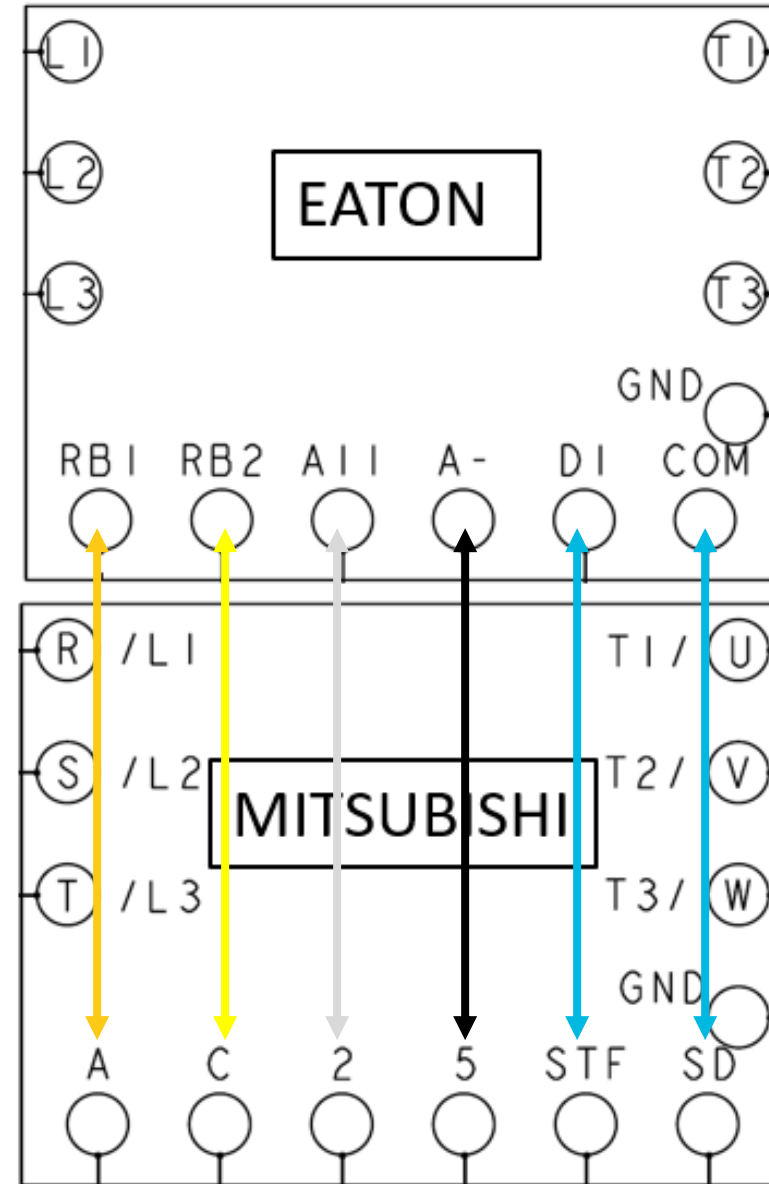 L1 T1
L2 T2
EATON
L3 T3
GND
RB1 RB2 AI1 A- DI COM
R /L1 T1/ U
S /L2 T2/ V
MITSUBISHI
T /L3 T3/ W
GND
A C 2 5 STF SD